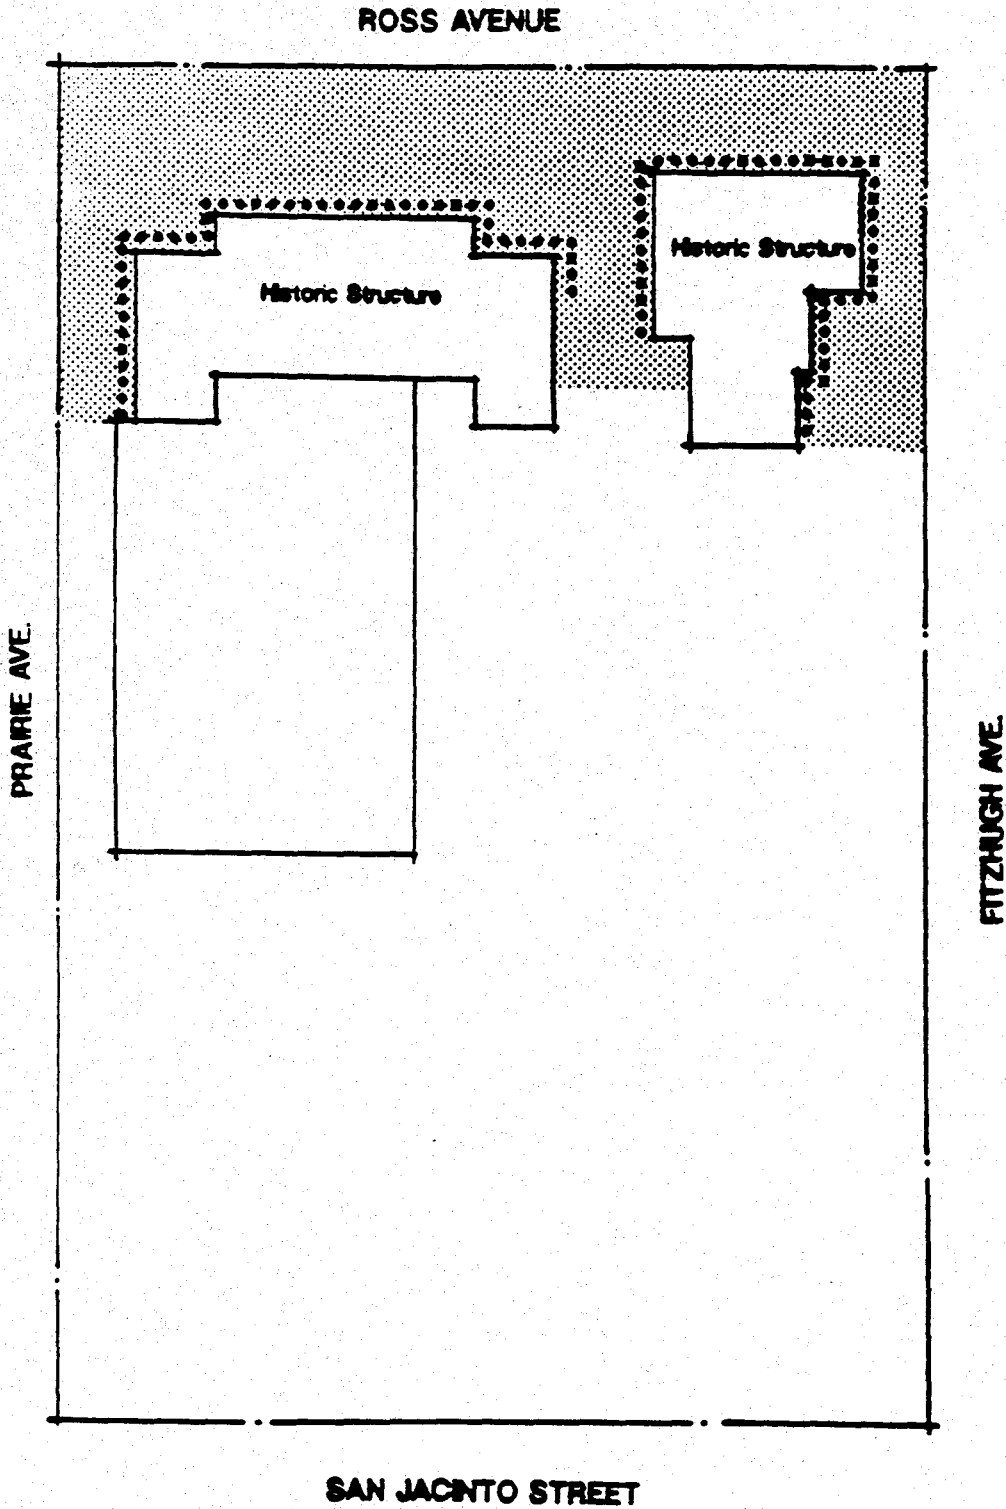 ROSS AVENUE
Historic Structure
Historic Structure
PRAIRIE AVE.
FITZHUGH AVE.
SAN JACINTO STREET